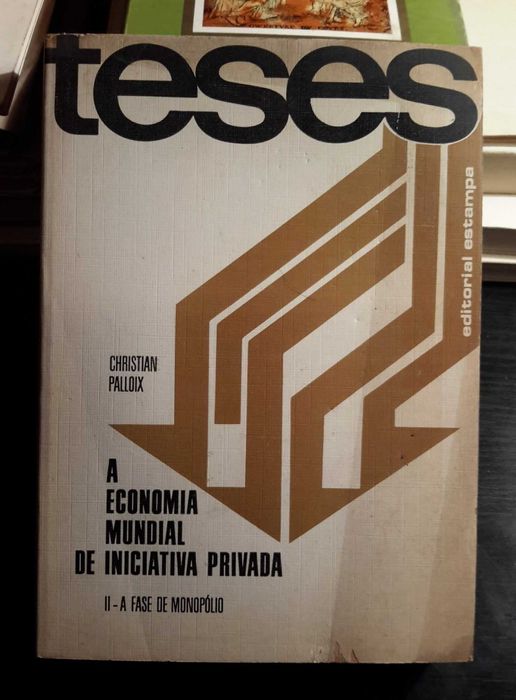 teses
editorial estampa
CHRISTIAN
PALLOIX
A
ECONOMIA
MUNDIAL
DE INICIATIVA PRIVADA
II - A FASE DE MONOPÓLIO